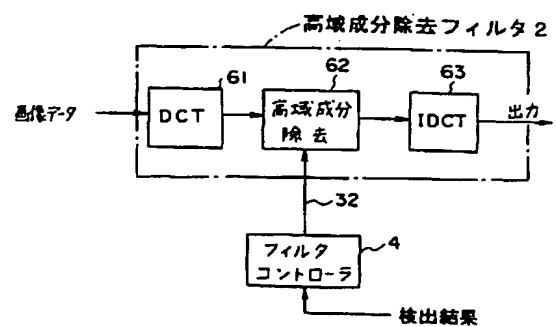 高域成分除去フィルタ2
61
62
63
画像データ
DCT
高域成分
除去
IDCT
出力
32
フィルタ
コントローラ
4
検出結果